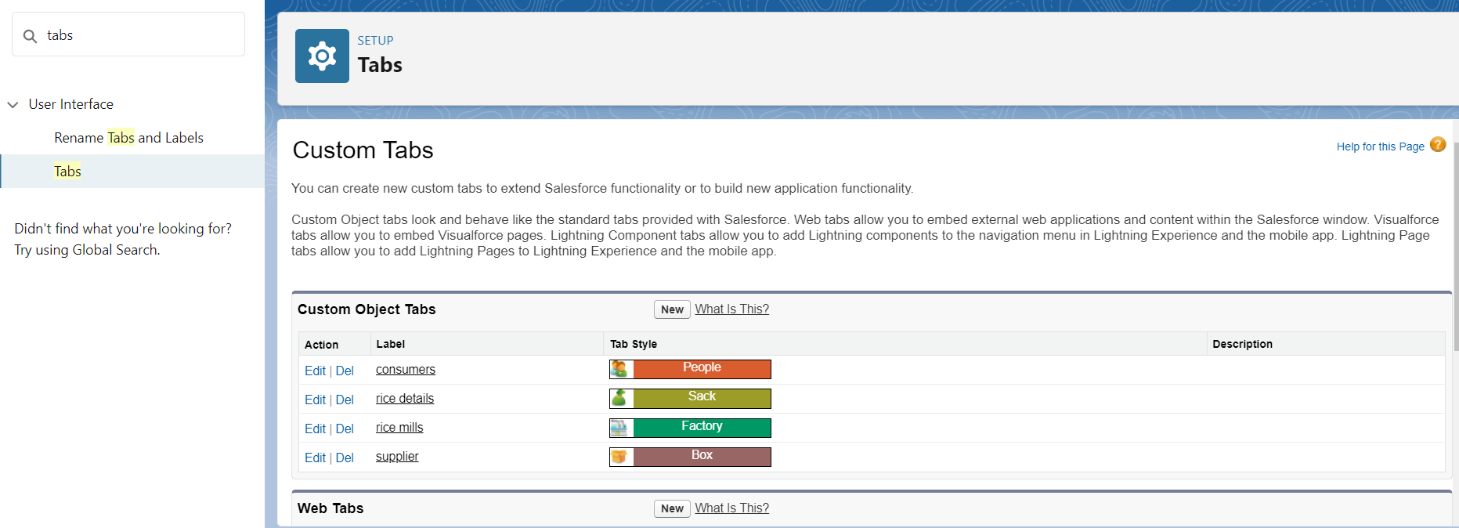 tabs
User Interface
Rename Tabs and Labels
Tabs
Didn't find what you're looking for?
Try using Global Search.
SETUP
Tabs
Custom Tabs
Help for this Page ?
You can create new custom tabs to extend Salesforce functionality or to build new application functionality.
Custom Object tabs look and behave like the standard tabs provided with Salesforce. Web tabs allow you to embed external web applications and content within the Salesforce window. Visualforce
tabs allow you to embed Visualforce pages. Lightning Component tabs allow you to add Lightning components to the navigation menu in Lightning Experience and the mobile app. Lightning Page
tabs allow you to add Lightning Pages to Lightning Experience and the mobile app.
Custom Object Tabs New What Is This?
Action Label Tab Style Description
Edit | Del consumers People
Edit | Del rice details Sack
Edit | Del rice mills Factory
Edit | Del supplier Box
Web Tabs New What Is This?